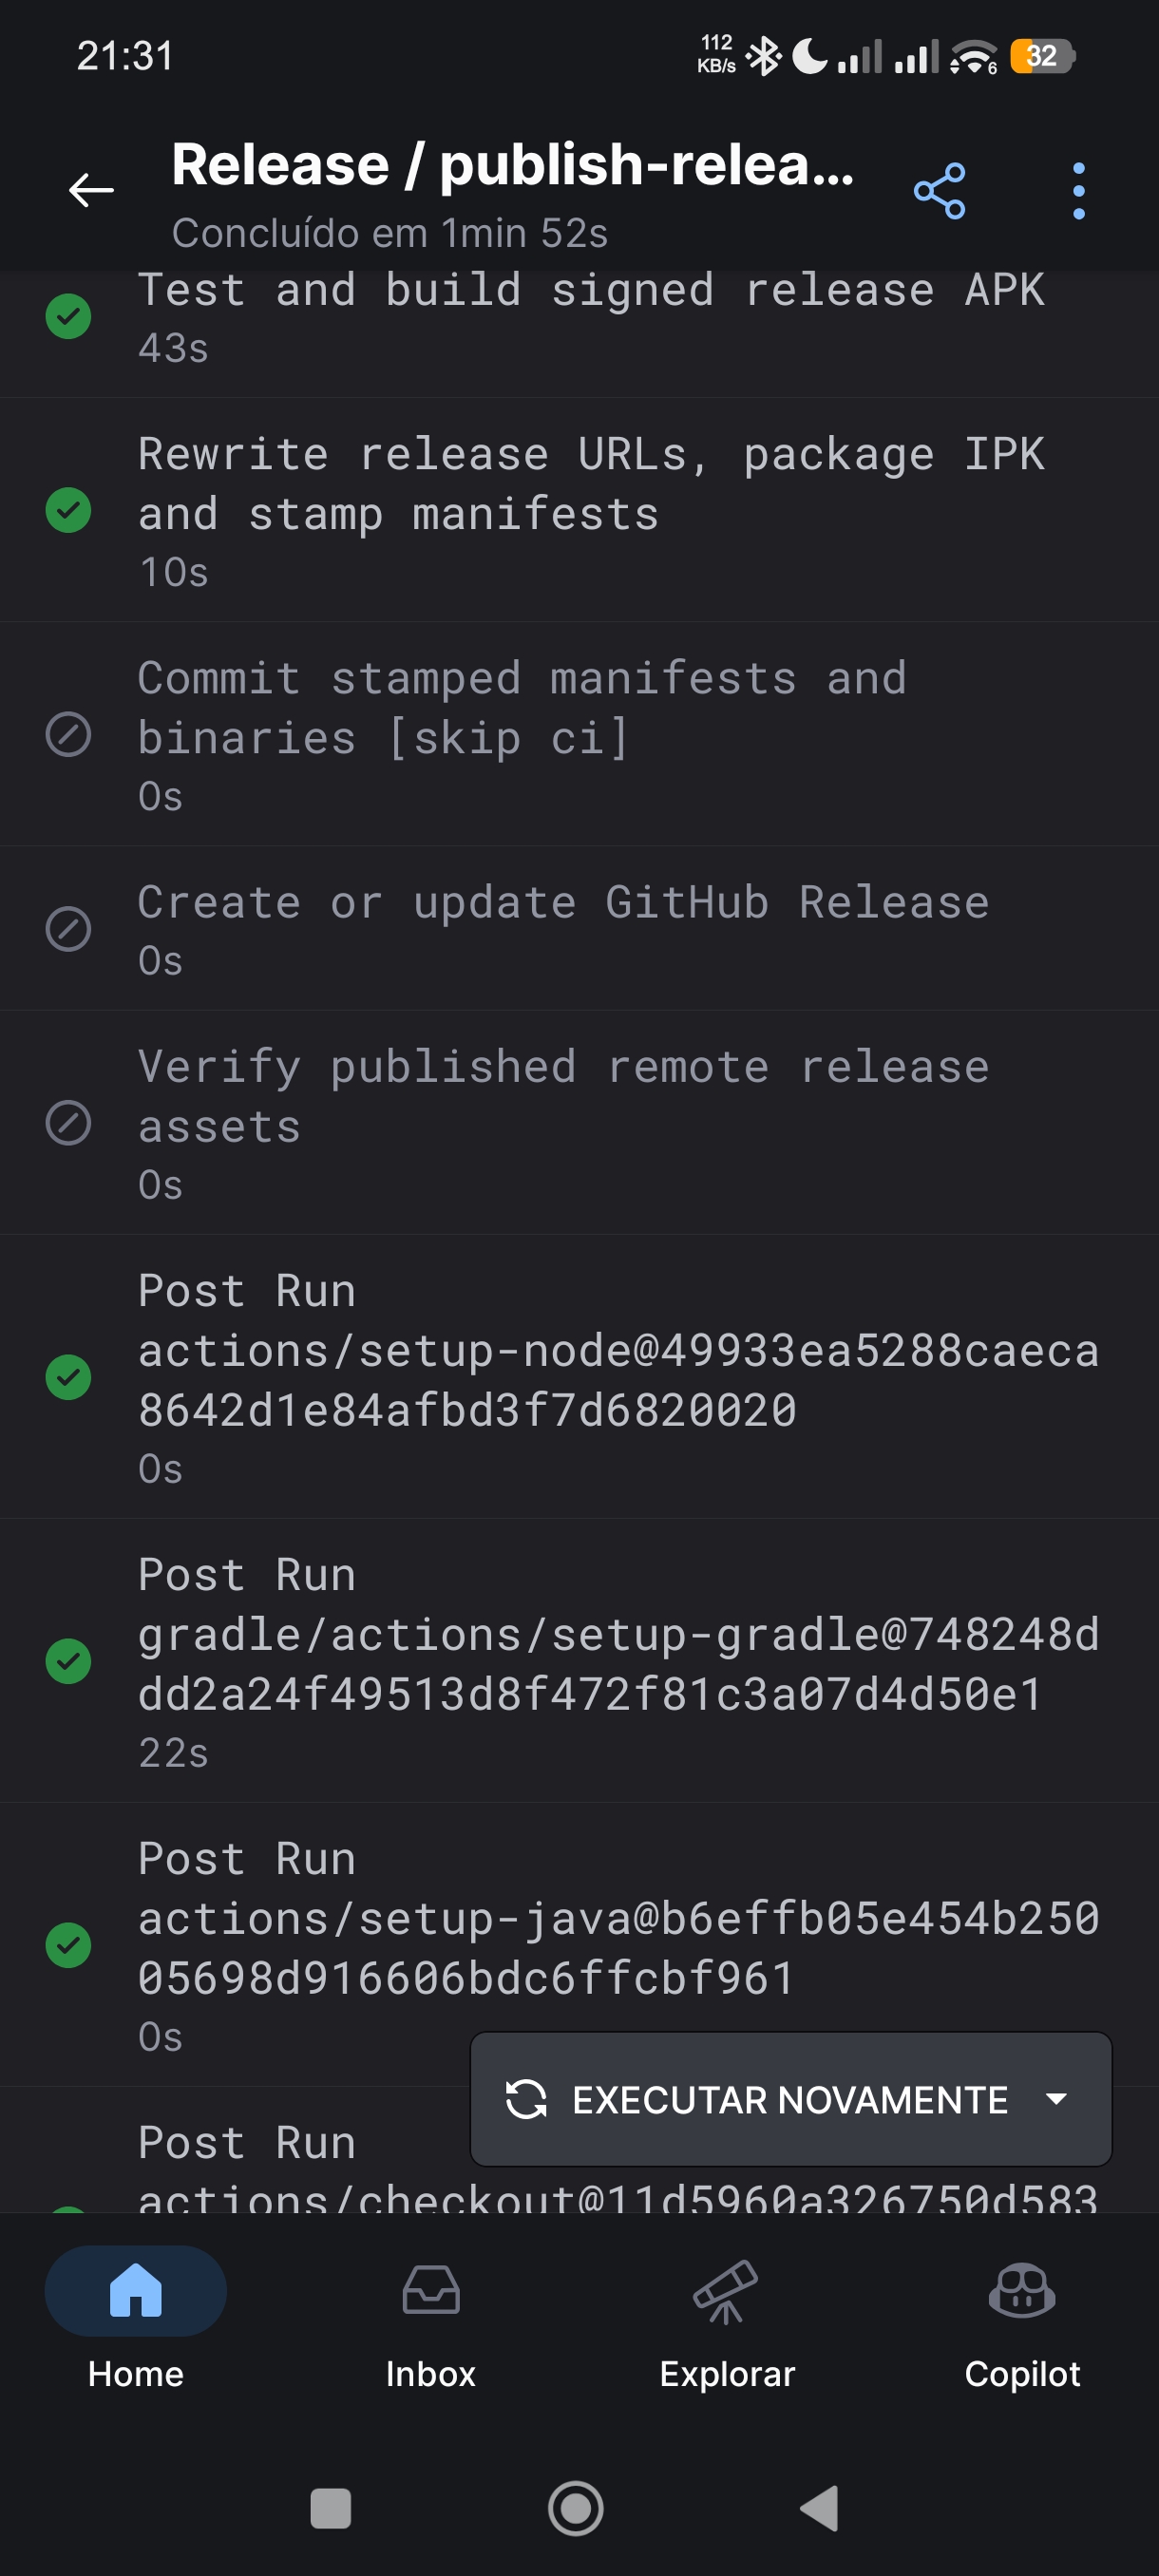 21:31
112
KB/s
6
32
Release / publish-relea...
Concluído em 1min 52s
Test and build signed release APK
43s
Rewrite release URLs, package IPK
and stamp manifests
10s
Commit stamped manifests and
binaries [skip ci]
0s
Create or update GitHub Release
0s
Verify published remote release
assets
0s
Post Run
actions/setup-node@49933ea5288caeca
8642d1e84afbd3f7d6820020
0s
Post Run
gradle/actions/setup-gradle@748248d
dd2a24f49513d8f472f81c3a07d4d50e1
22s
Post Run
actions/setup-java@b6effb05e454b250
05698d916606bdc6ffcbf961
0s
EXECUTAR NOVAMENTE
Post Run
actions/checkout@11d5960a326750d583
Home
Inbox
Explorar
Copilot